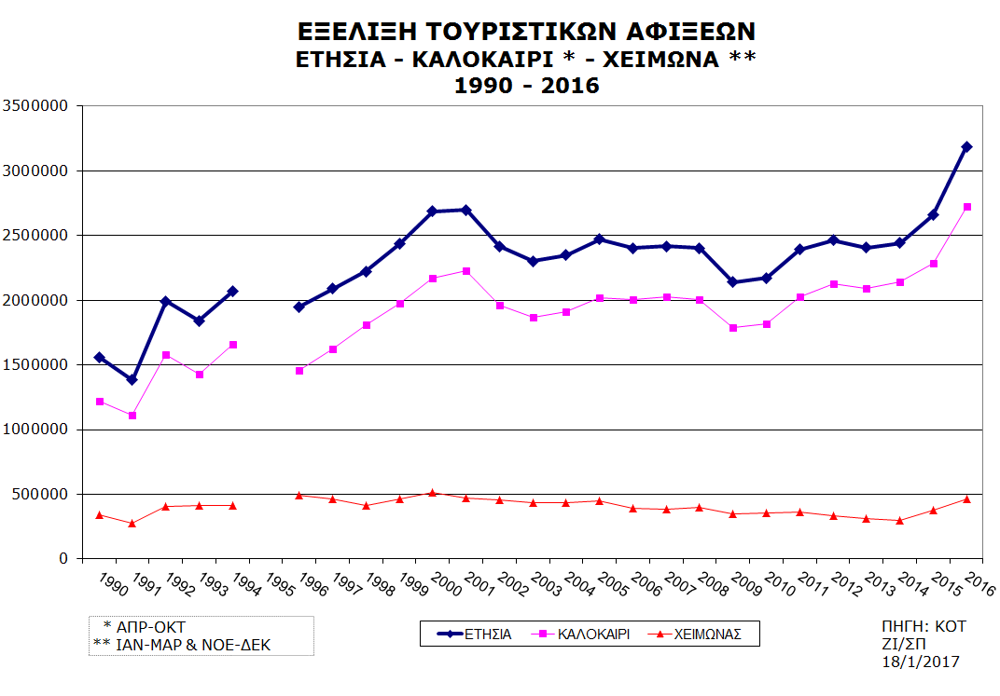 ΕΞΕΛΙΞΗ ΤΟΥΡΙΣΤΙΚΩΝ ΑΦΙΞΕΩΝ
ΕΤΗΣΙΑ - ΚΑΛΟΚΑΙΡΙ * - ΧΕΙΜΩΝΑ **
1990 - 2016
3500000
3000000
2500000
2000000
1500000
1000000
500000
0
1990 1991 1992 1993 1994 1995 1996 1997 1998 1999 2000 2001 2002 2003 2004 2005 2006 2007 2008 2009 2010 2011 2012 2013 2014 2015 2016
* ΑΠΡ-ΟΚΤ
** ΙΑΝ-ΜΑΡ & ΝΟΕ-ΔΕΚ
ΕΤΗΣΙΑ ΚΑΛΟΚΑΙΡΙ ΧΕΙΜΩΝΑΣ
ΠΗΓΗ: ΚΟΤ
ΖΙ/ΣΠ
18/1/2017